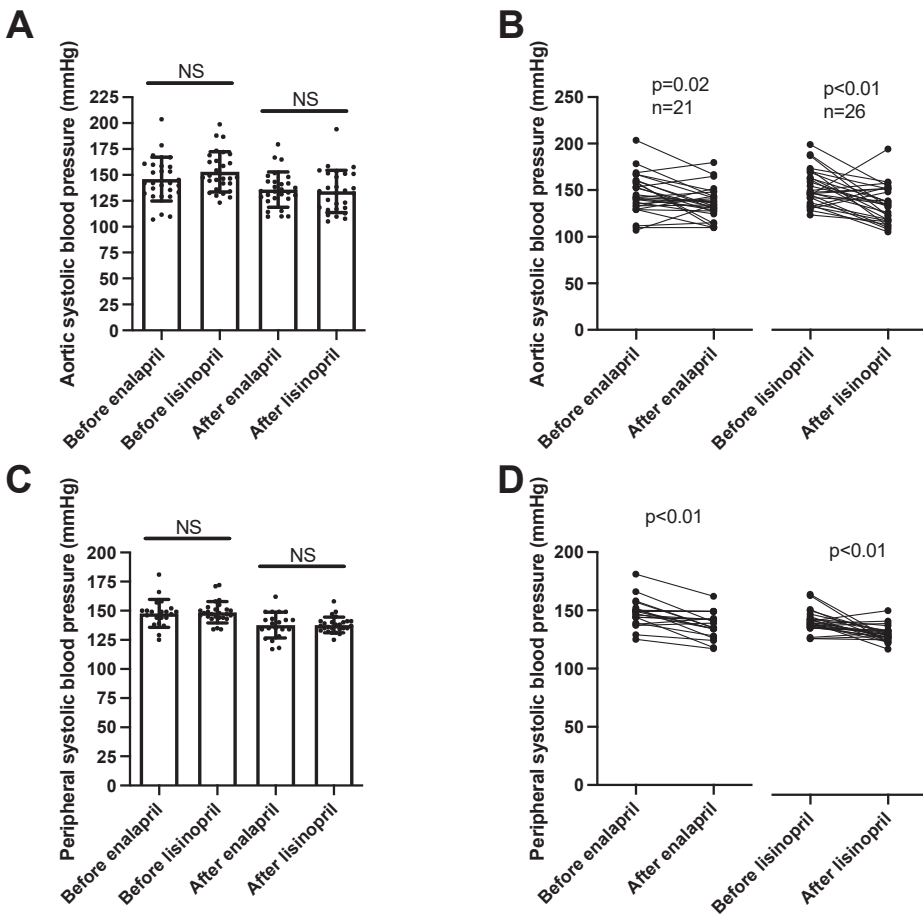 A
Aortic systolic blood pressure (mmHg)
NS
NS
225
200
175
150
125
100
75
50
25
0
Before enalapril
Before lisinopril
After enalapril
After lisinopril
B
Aortic systolic blood pressure (mmHg)
p=0.02
n=21
p<0.01
n=26
250
200
150
100
50
0
Before enalapril
After enalapril
Before lisinopril
After lisinopril
C
Peripheral systolic blood pressure (mmHg)
NS
NS
200
175
150
125
100
75
50
25
0
Before enalapril
Before lisinopril
After enalapril
After lisinopril
D
Peripheral systolic blood pressure (mmHg)
p<0.01
p<0.01
200
150
100
50
0
Before enalapril
After enalapril
Before lisinopril
After lisinopril